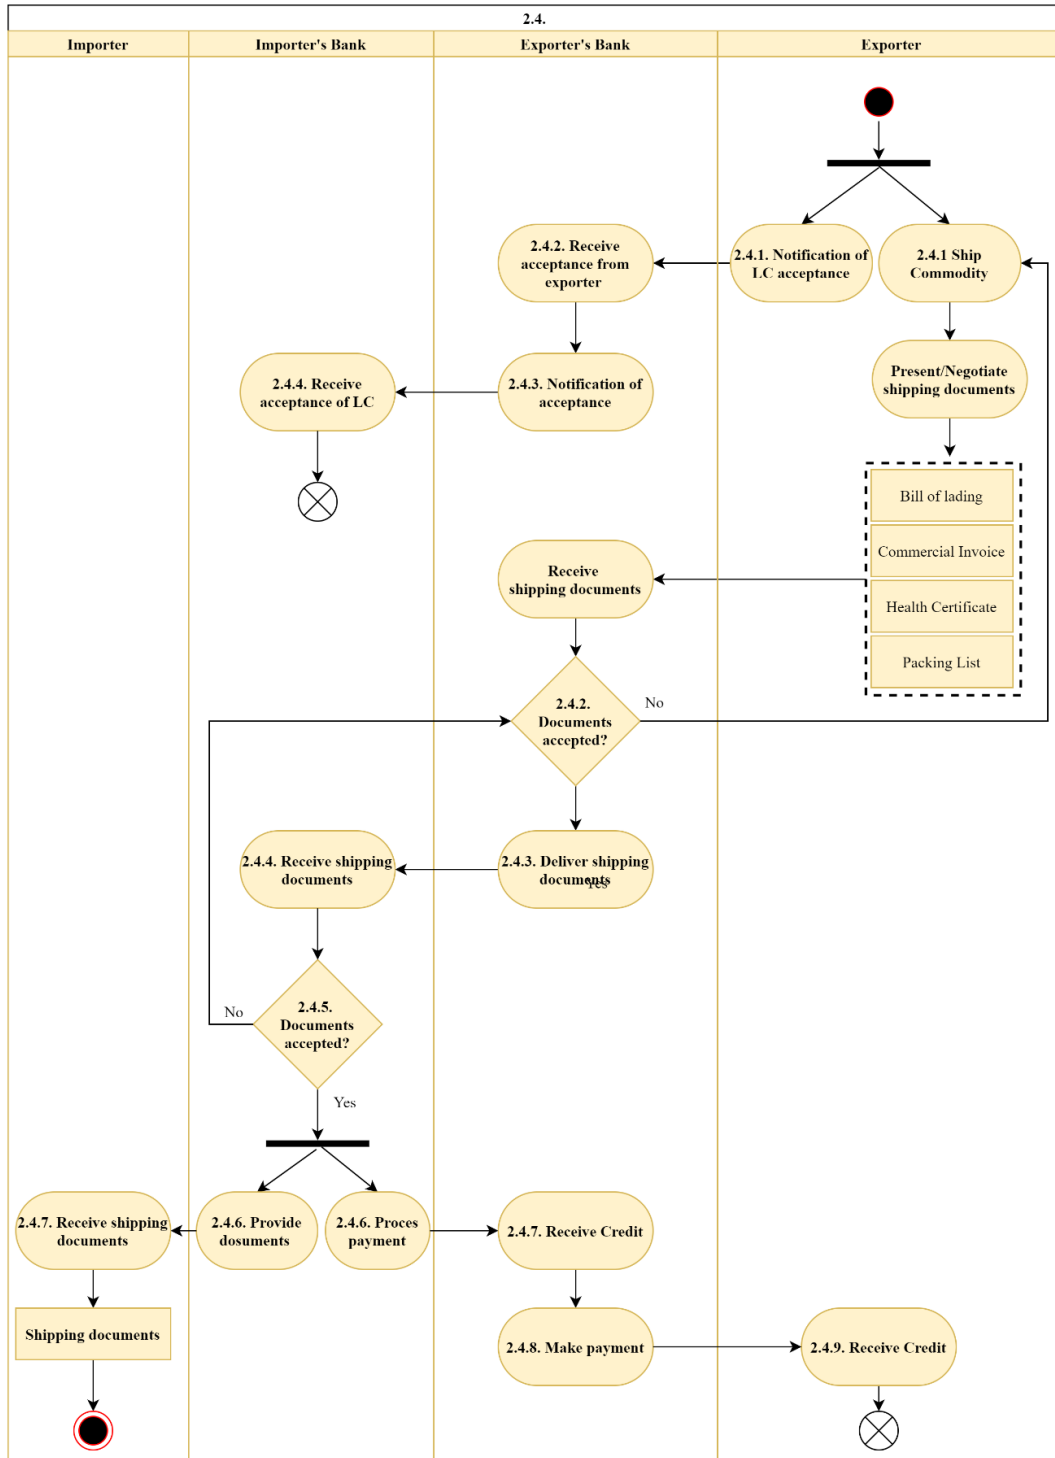 2.4.
Importer
Importer's Bank
Exporter's Bank
Exporter
2.4.2. Receive
acceptance from
exporter
2.4.1. Notification of
LC acceptance
2.4.1 Ship
Commodity
2.4.4. Receive
acceptance of LC
2.4.3. Notification of
acceptance
Present/Negotiate
shipping documents
Bill of lading
Commercial Invoice
Health Certificate
Packing List
Receive
shipping documents
2.4.2.
Documents
accepted?
No
2.4.4. Receive shipping
documents
2.4.3. Deliver shipping
documents
Yes
2.4.5.
Documents
accepted?
No
Yes
2.4.7. Receive shipping
documents
2.4.6. Provide
dosuments
2.4.6. Proces
payment
2.4.7. Receive Credit
Shipping documents
2.4.8. Make payment
2.4.9. Receive Credit